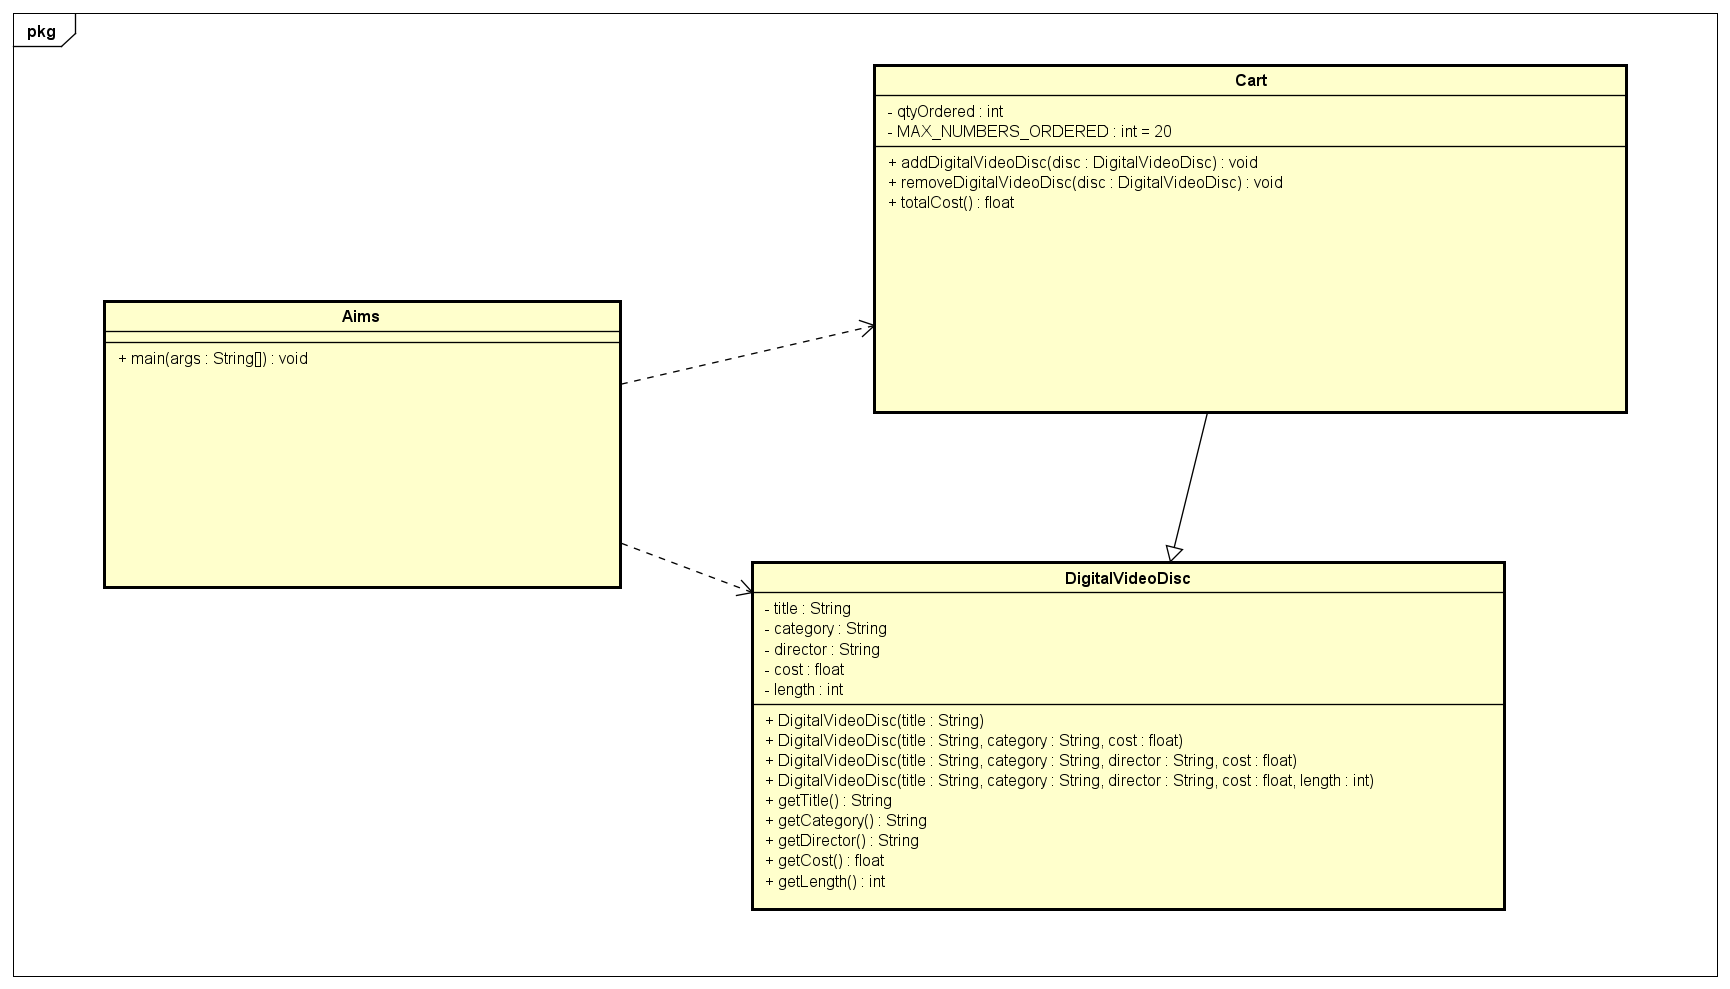 pkg
Cart
- qtyOrdered : int
- MAX_NUMBERS_ORDERED : int = 20
+ addDigitalVideoDisc(disc : DigitalVideoDisc) : void
+ removeDigitalVideoDisc(disc : DigitalVideoDisc) : void
+ totalCost() : float
Aims
+ main(args : String[]) : void
DigitalVideoDisc
- title : String
- category : String
- director : String
- cost : float
- length : int
+ DigitalVideoDisc(title : String)
+ DigitalVideoDisc(title : String, category : String, cost : float)
+ DigitalVideoDisc(title : String, category : String, director : String, cost : float)
+ DigitalVideoDisc(title : String, category : String, director : String, cost : float, length : int)
+ getTitle() : String
+ getCategory() : String
+ getDirector() : String
+ getCost() : float
+ getLength() : int